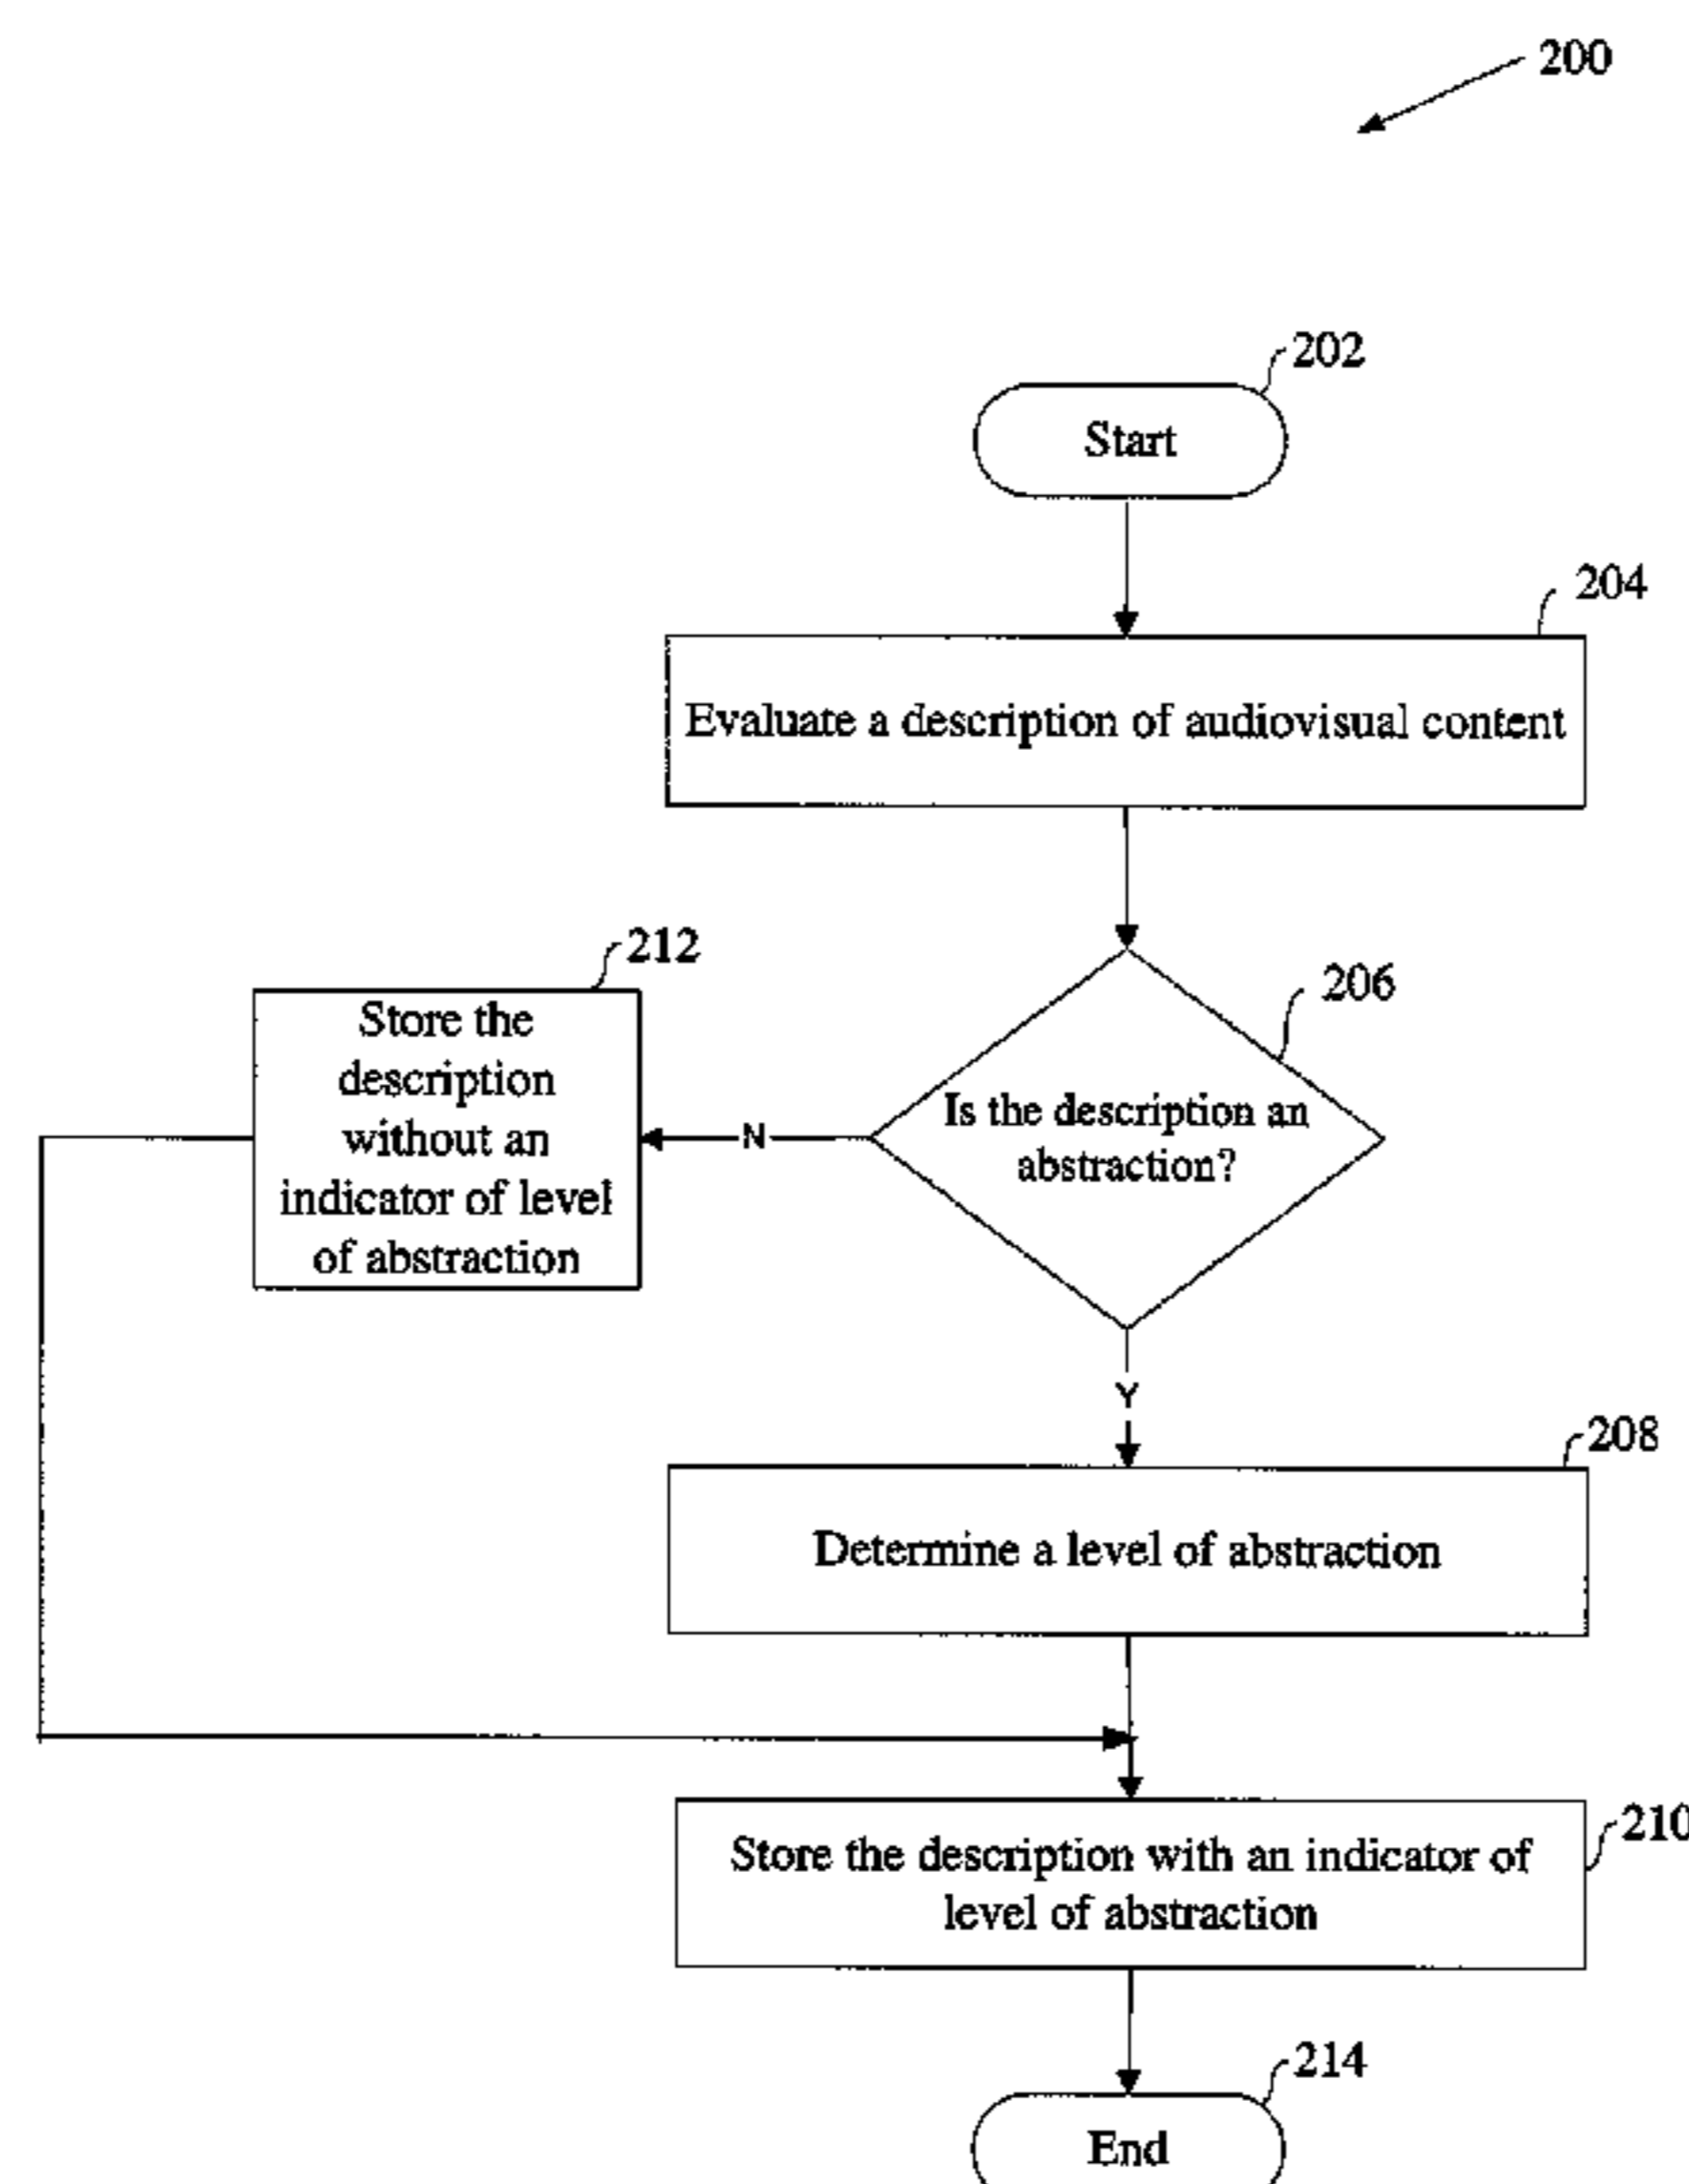 200
202
Start
204
Evaluate a description of audiovisual content
212
Store the
description
without an
indicator of level
of abstraction
N
206
Is the description an
abstraction?
Y
208
Determine a level of abstraction
210
Store the description with an indicator of
level of abstraction
214
End